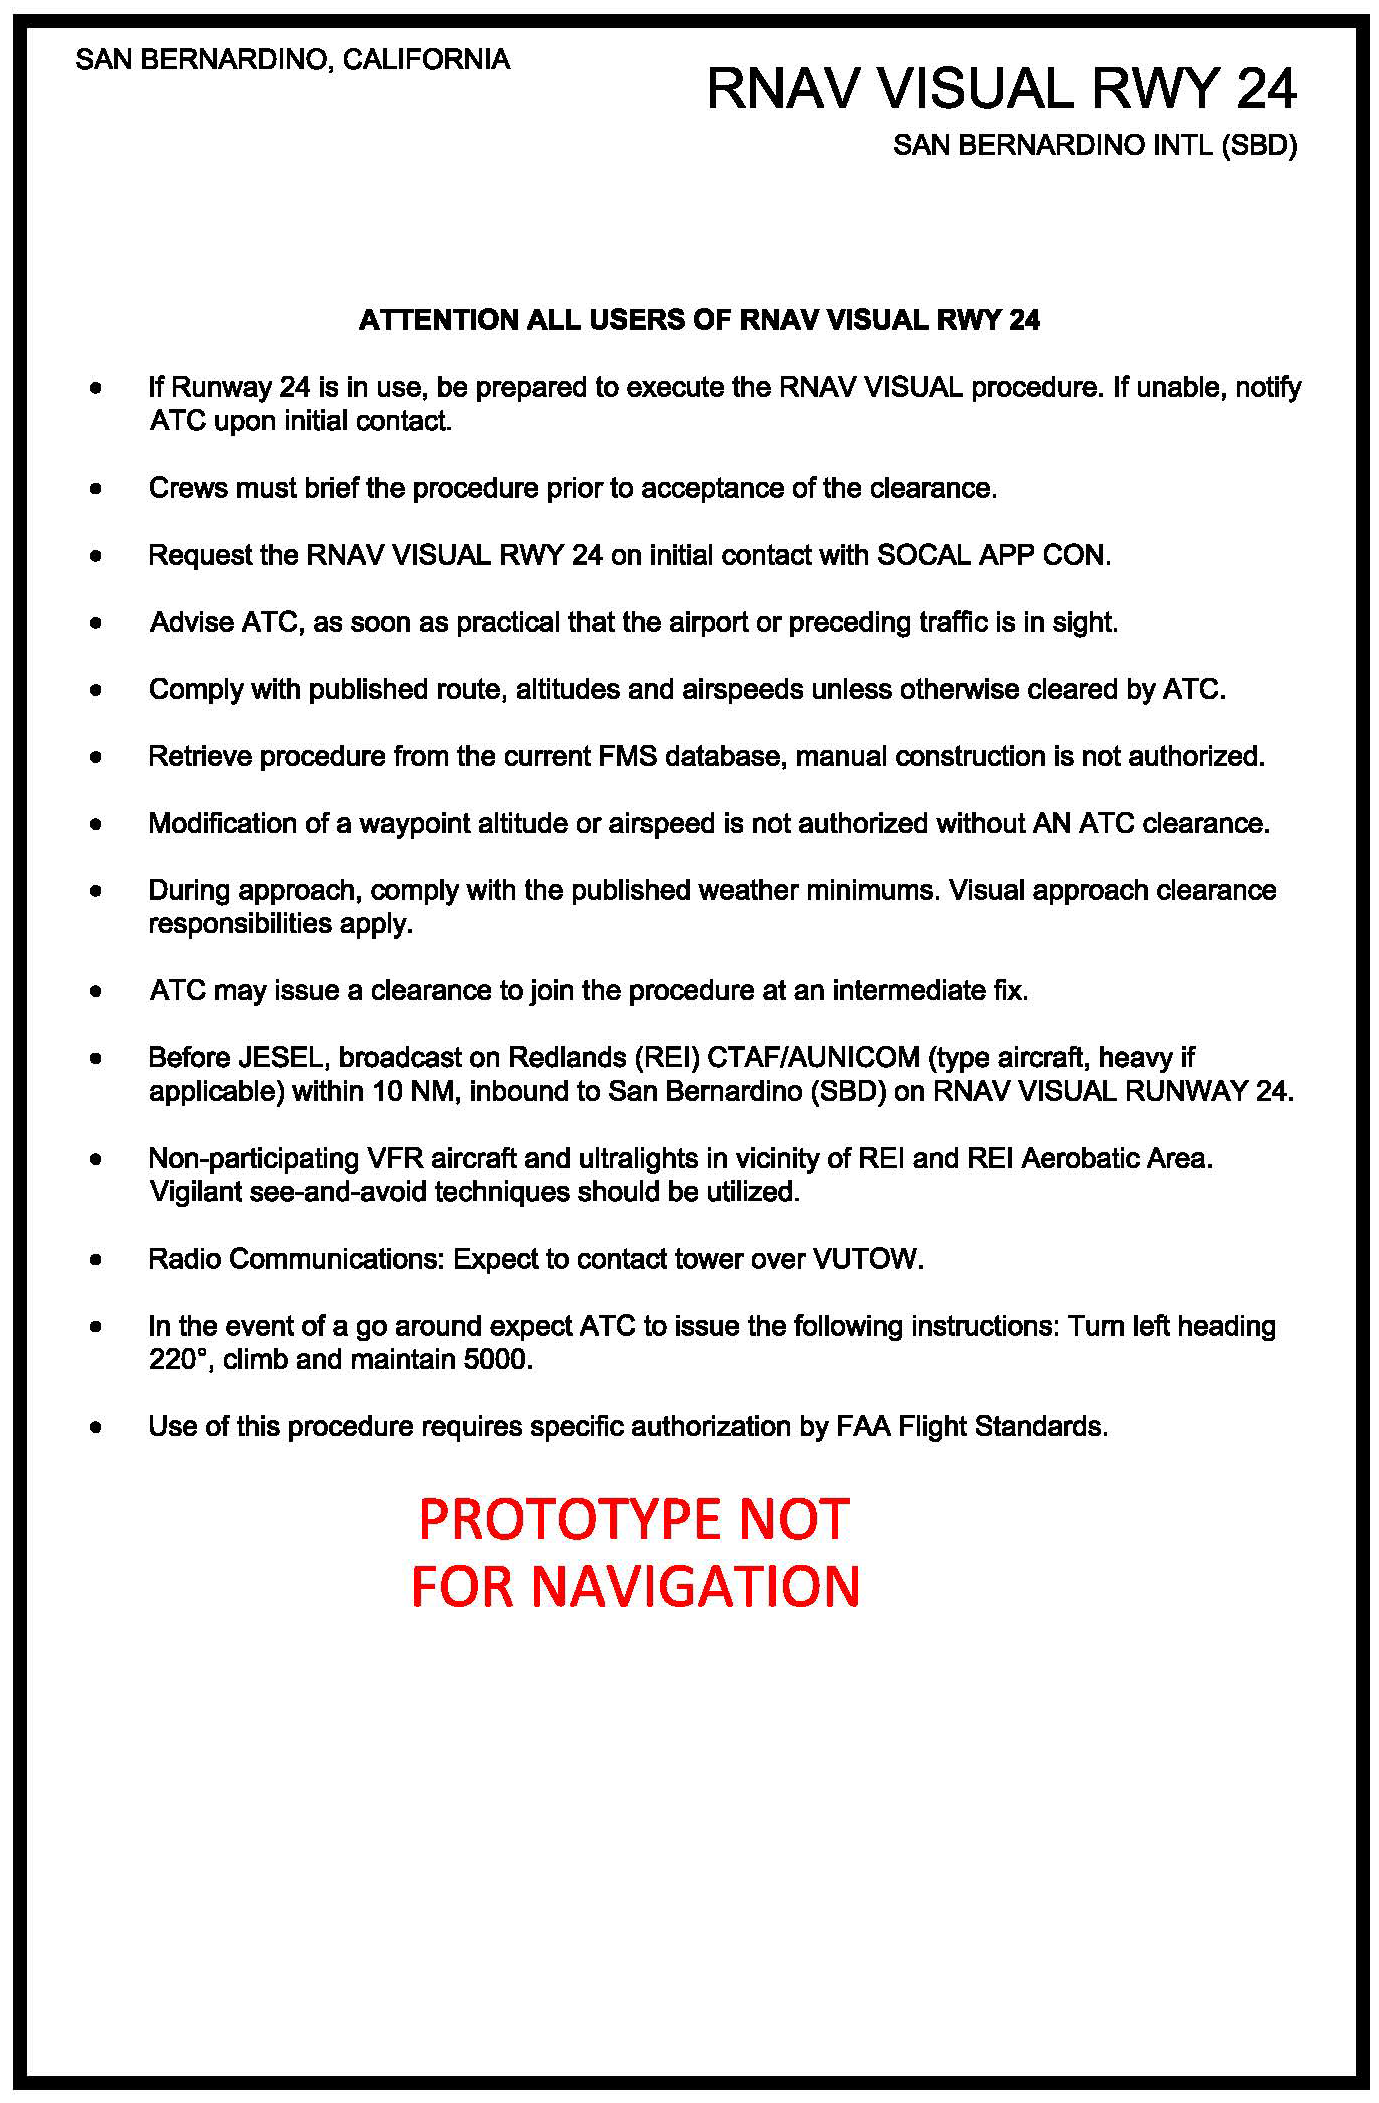 SAN BERNARDINO, CALIFORNIA
RNAV VISUAL RWY 24
SAN BERNARDINO INTL (SBD)
ATTENTION ALL USERS OF RNAV VISUAL RWY 24
• If Runway 24 is in use, be prepared to execute the RNAV VISUAL procedure. If unable, notify
ATC upon initial contact.
• Crews must brief the procedure prior to acceptance of the clearance.
• Request the RNAV VISUAL RWY 24 on initial contact with SOCAL APP CON.
• Advise ATC, as soon as practical that the airport or preceding traffic is in sight.
• Comply with published route, altitudes and airspeeds unless otherwise cleared by ATC.
• Retrieve procedure from the current FMS database, manual construction is not authorized.
• Modification of a waypoint altitude or airspeed is not authorized without AN ATC clearance.
• During approach, comply with the published weather minimums. Visual approach clearance
responsibilities apply.
• ATC may issue a clearance to join the procedure at an intermediate fix.
• Before JESEL, broadcast on Redlands (REI) CTAF/AUNICOM (type aircraft, heavy if
applicable) within 10 NM, inbound to San Bernardino (SBD) on RNAV VISUAL RUNWAY 24.
• Non-participating VFR aircraft and ultralights in vicinity of REI and REI Aerobatic Area.
Vigilant see-and-avoid techniques should be utilized.
• Radio Communications: Expect to contact tower over VUTOW.
• In the event of a go around expect ATC to issue the following instructions: Turn left heading
220°, climb and maintain 5000.
• Use of this procedure requires specific authorization by FAA Flight Standards.
PROTOTYPE NOT
FOR NAVIGATION